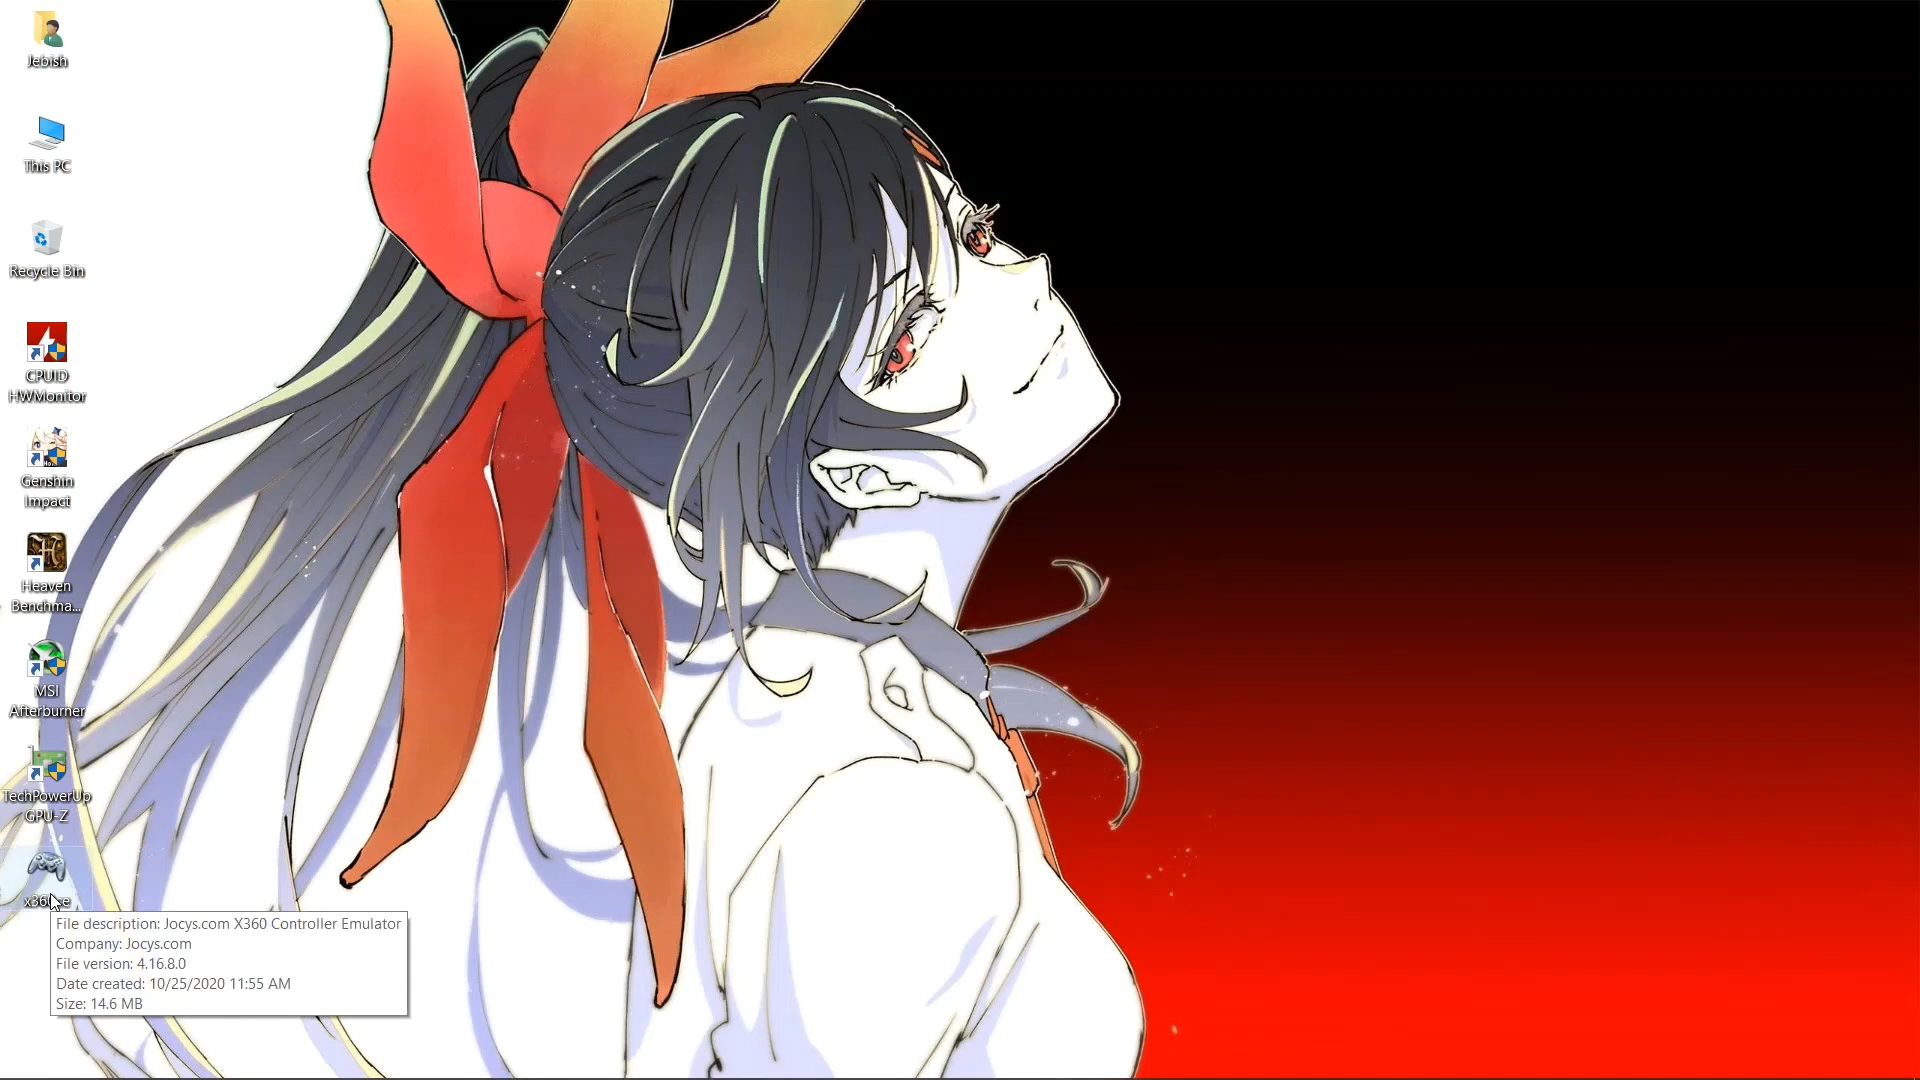 Jebish
This PC
Recycle Bin
CPUID
HWMonitor
Genshin
Impact
Heaven
Benchma...
MSI
Afterburner
TechPowerUp
GPU-Z
File description: Jocys.com X360 Controller Emulator
Company: Jocys.com
File version: 4.16.8.0
Date created: 10/25/2020 11:55 AM
Size: 14.6 MB